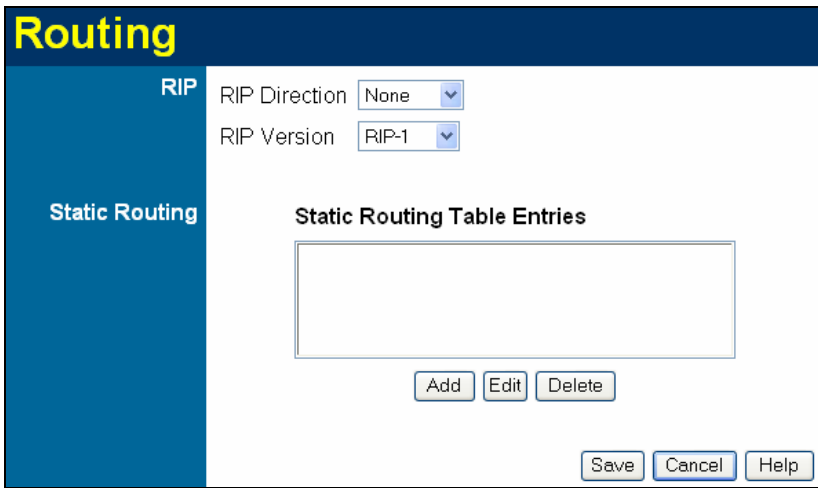 Routing
RIP
RIP Direction None
RIP Version RIP-1
Static Routing
Static Routing Table Entries
Add Edit Delete
Save Cancel Help